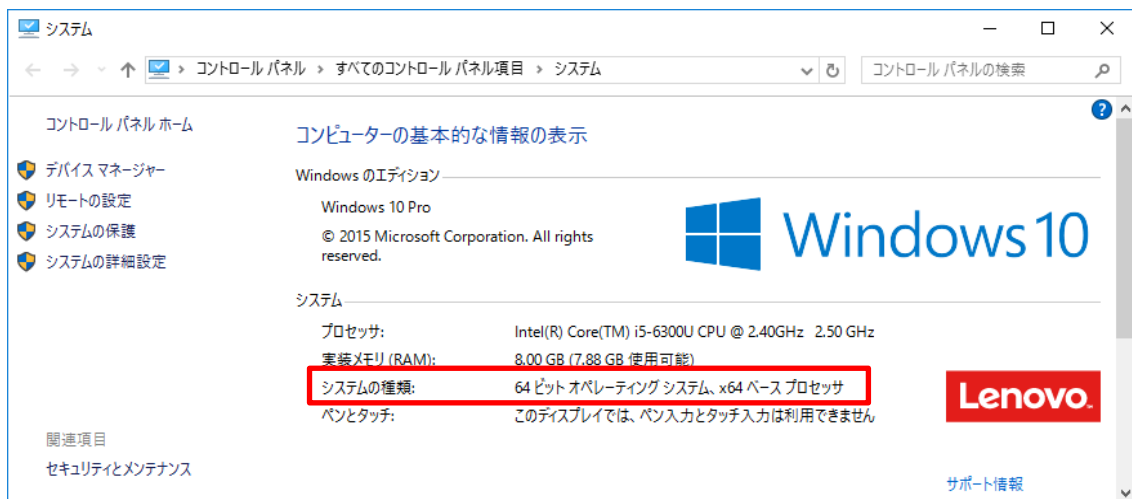 システム
コントロール パネル › すべてのコントロール パネル項目 › システム
コントロール パネルの検索
コントロール パネル ホーム
デバイス マネージャー
リモートの設定
システムの保護
システムの詳細設定
関連項目
セキュリティとメンテナンス
コンピューターの基本的な情報の表示
Windows のエディション
Windows 10 Pro
© 2015 Microsoft Corporation. All rights
reserved.
Windows 10
システム
プロセッサ: Intel(R) Core(TM) i5-6300U CPU @ 2.40GHz 2.50 GHz
実装メモリ (RAM): 8.00 GB (7.88 GB 使用可能)
システムの種類: 64 ビット オペレーティング システム、x64 ベース プロセッサ
ペンとタッチ: このディスプレイでは、ペン入力とタッチ入力は利用できません
Lenovo
サポート情報